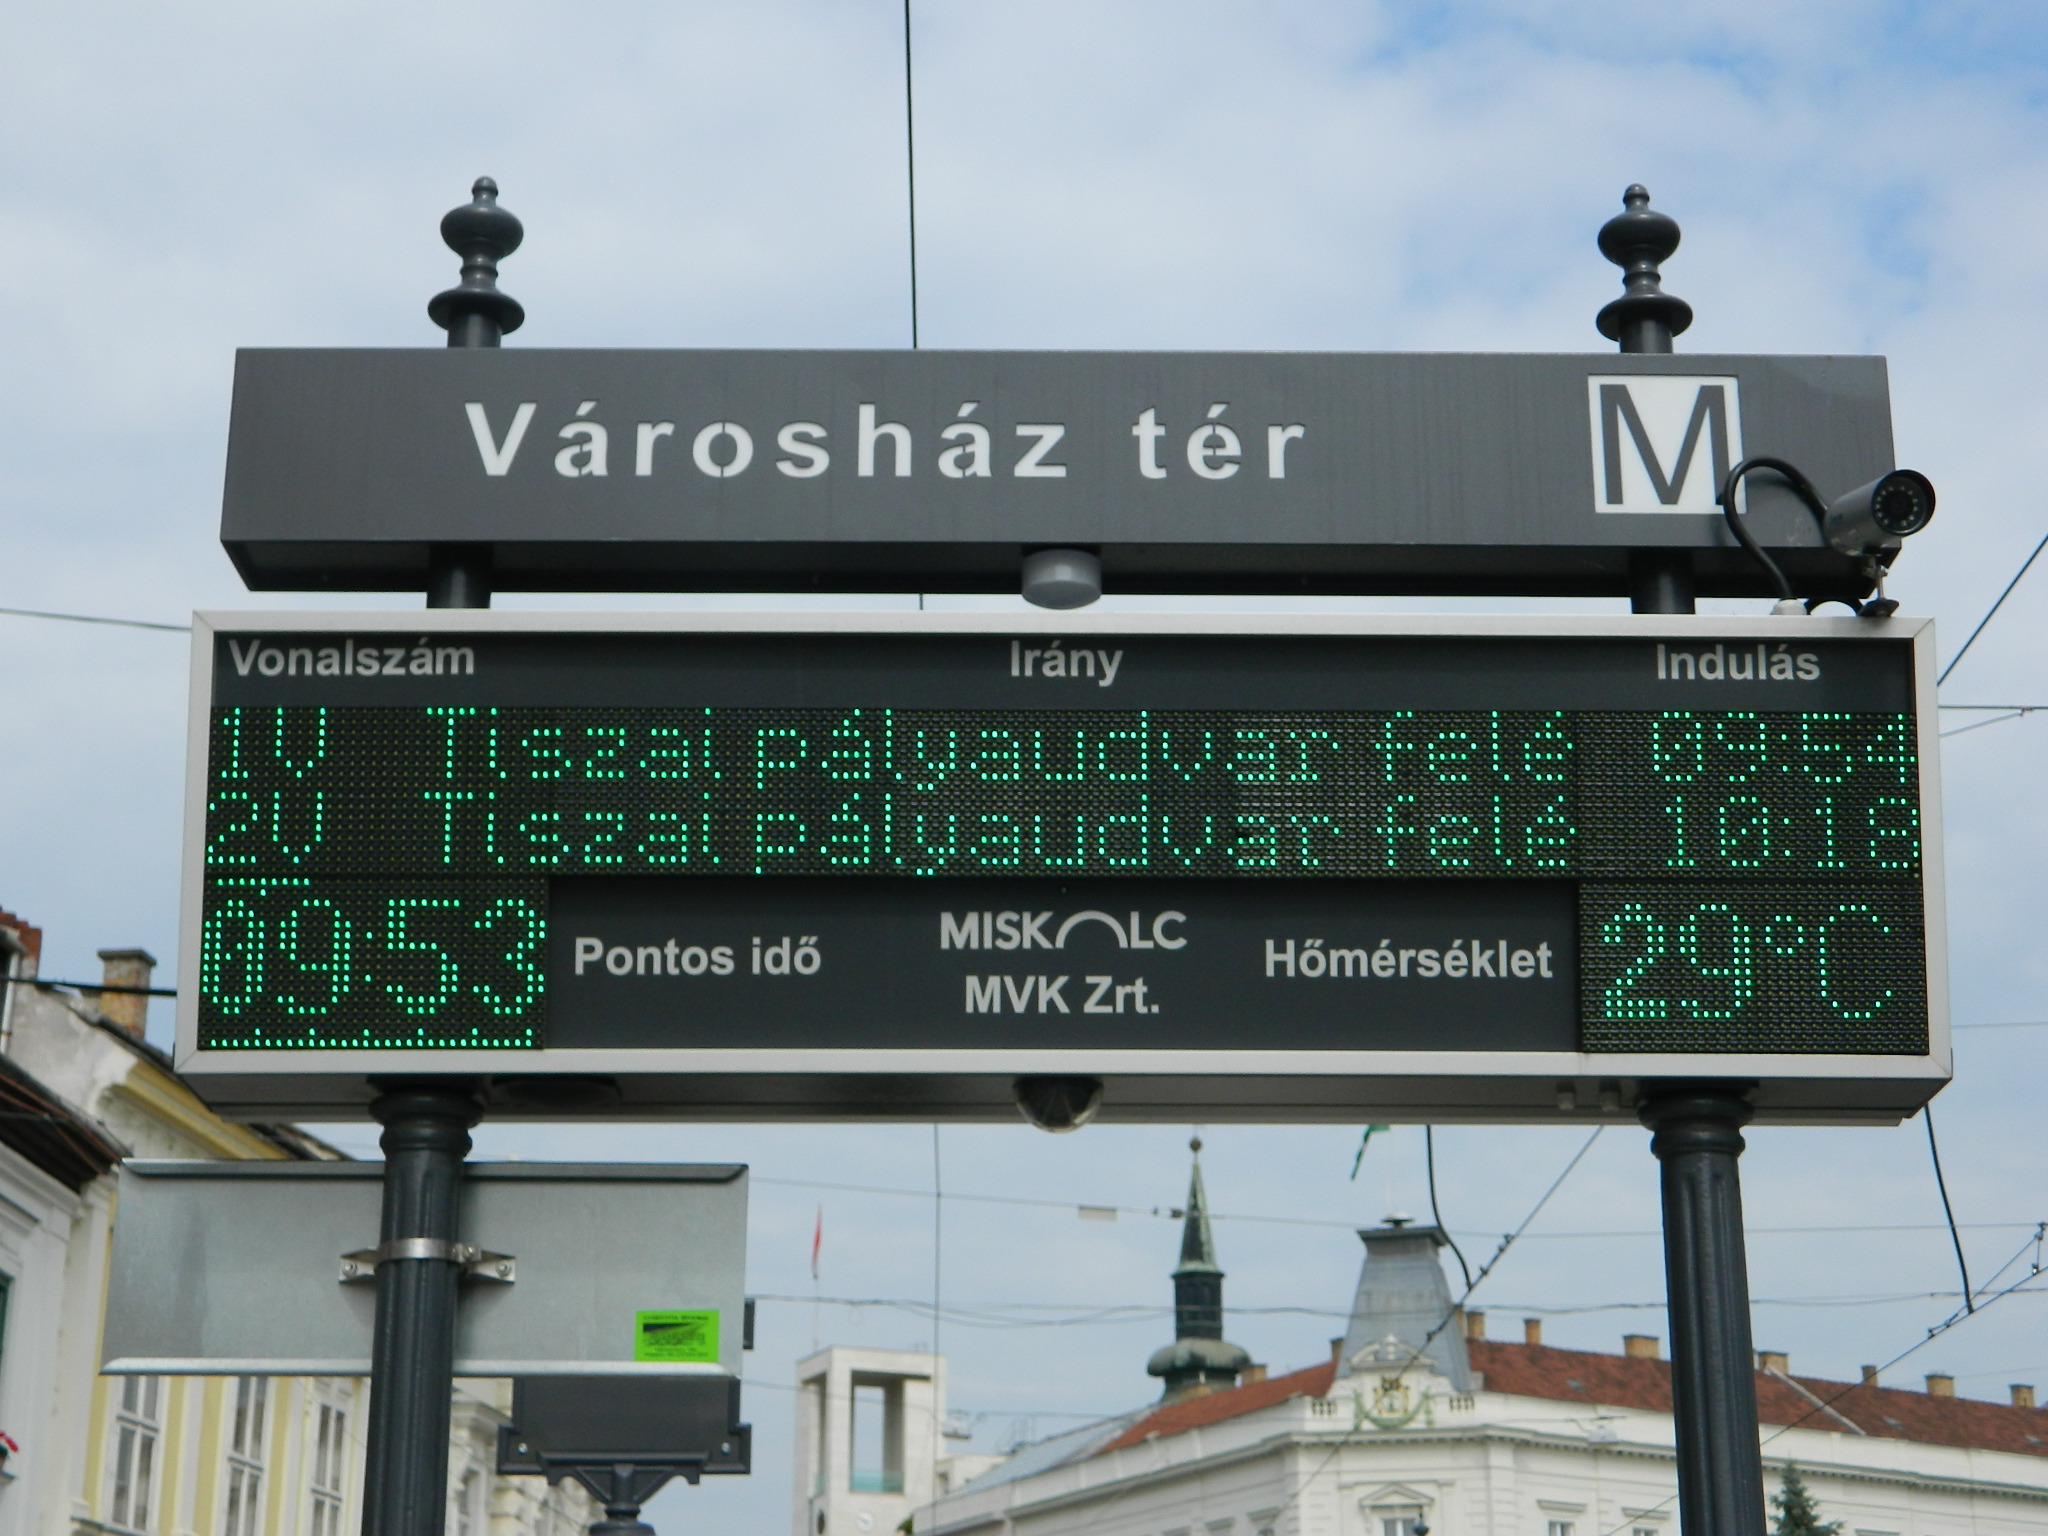 Városház tér M
Vonalszám Irány Indulás
1V Tiszai pályaudvar felé 09:54
2V Tiszai pályaudvar felé 10:18
09:53 Pontos idő MISKOLC Hőmérséklet 29°C
MVK Zrt.